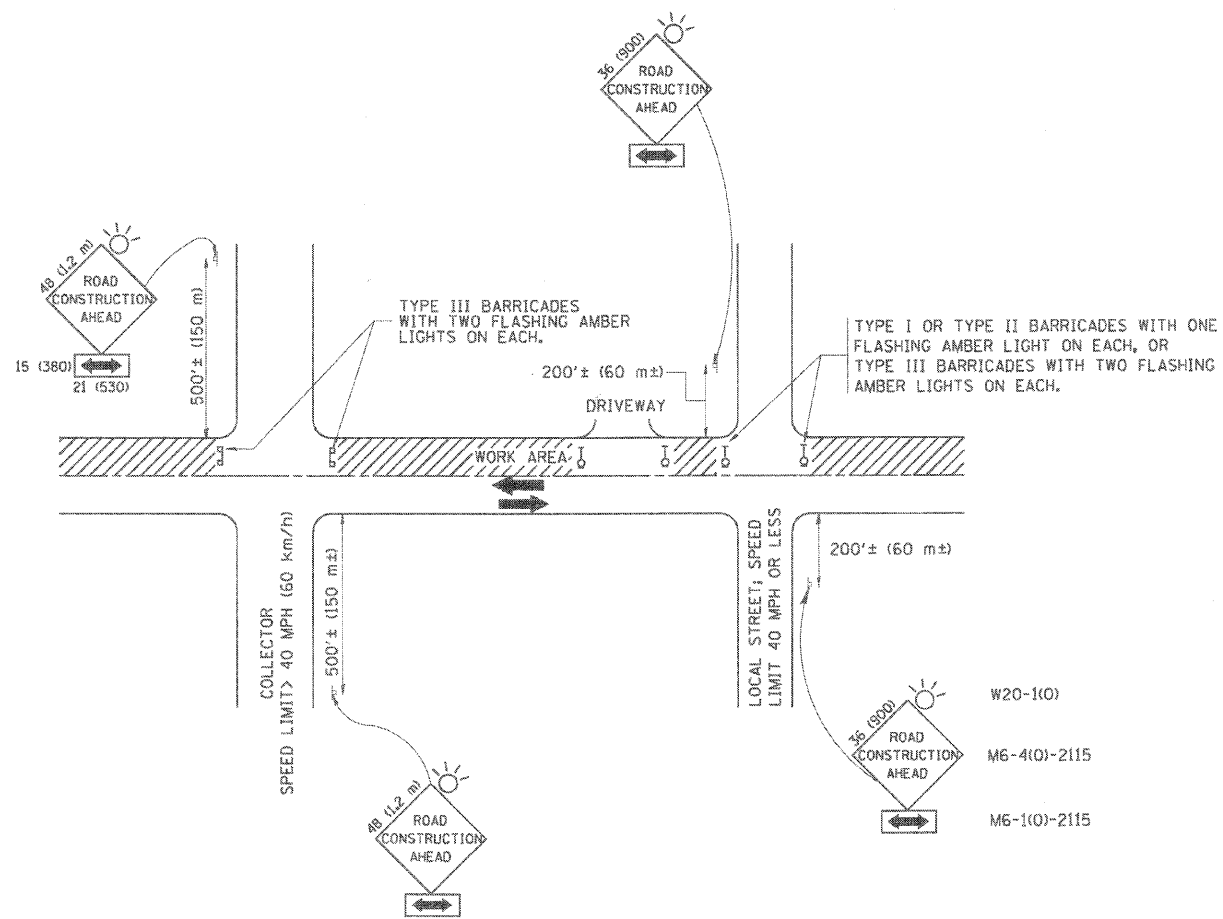 36 (900)
ROAD
CONSTRUCTION
AHEAD
48 (1.2 m)
ROAD
CONSTRUCTION
AHEAD
15 (380)
21 (530)
500'± (150 m)
TYPE III BARRICADES
WITH TWO FLASHING AMBER
LIGHTS ON EACH.
200'± (60 m±)
DRIVEWAY
TYPE I OR TYPE II BARRICADES WITH ONE
FLASHING AMBER LIGHT ON EACH, OR
TYPE III BARRICADES WITH TWO FLASHING
AMBER LIGHTS ON EACH.
WORK AREA
COLLECTOR
SPEED LIMIT> 40 MPH (60 km/h)
500'± (150 m±)
LOCAL STREET; SPEED
LIMIT 40 MPH OR LESS
200'± (60 m±)
36 (900)
ROAD
CONSTRUCTION
AHEAD
W20-1(O)
M6-4(O)-2115
M6-1(O)-2115
48 (1.2 m)
ROAD
CONSTRUCTION
AHEAD